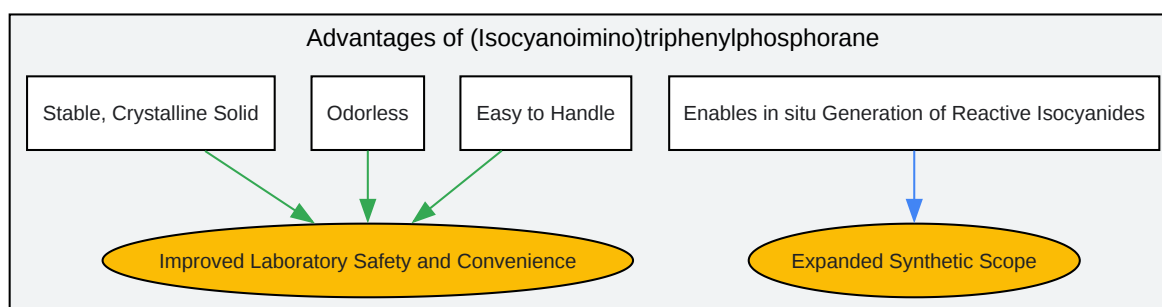 Advantages of (Isocyanoimino)triphenylphosphorane
Stable, Crystalline Solid
Odorless
Easy to Handle
Enables in situ Generation of Reactive Isocyanides
Improved Laboratory Safety and Convenience
Expanded Synthetic Scope